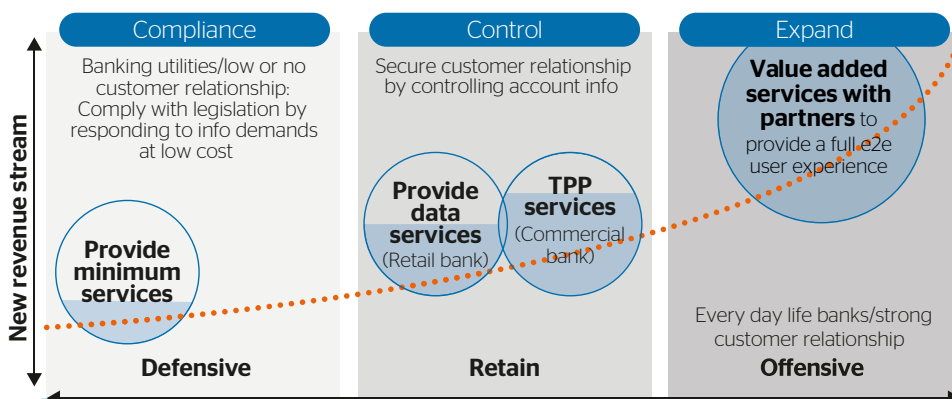 Compliance
Banking utilities/low or no
customer relationship:
Comply with legislation by
responding to info demands
at low cost
Provide
minimum
services
Defensive
Control
Secure customer relationship
by controlling account info
Provide
data
services
(Retail bank)
TPP
services
(Commercial
bank)
Retain
Expand
Value added
services with
partners to
provide a full e2e
user experience
Every day life banks/strong
customer relationship
Offensive
New revenue stream